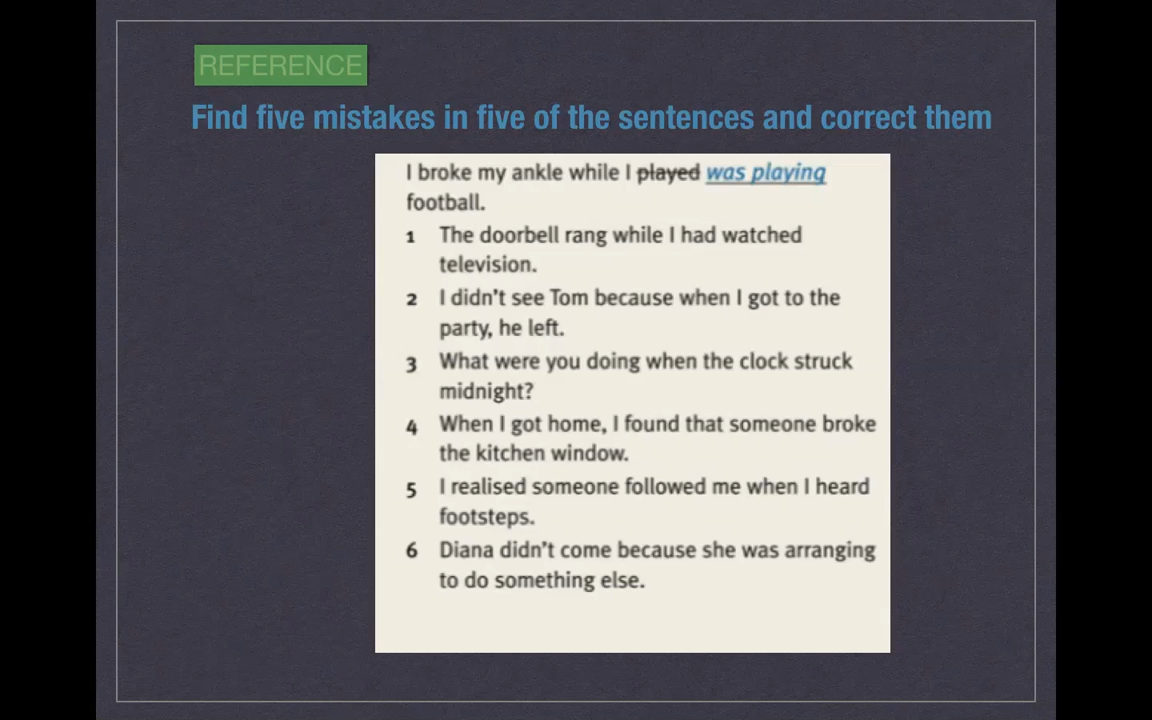 REFERENCE
Find five mistakes in five of the sentences and correct them
I broke my ankle while I played was playing
football.
1 The doorbell rang while I had watched
television.
2 I didn't see Tom because when I got to the
party, he left.
3 What were you doing when the clock struck
midnight?
4 When I got home, I found that someone broke
the kitchen window.
5 I realised someone followed me when I heard
footsteps.
6 Diana didn't come because she was arranging
to do something else.